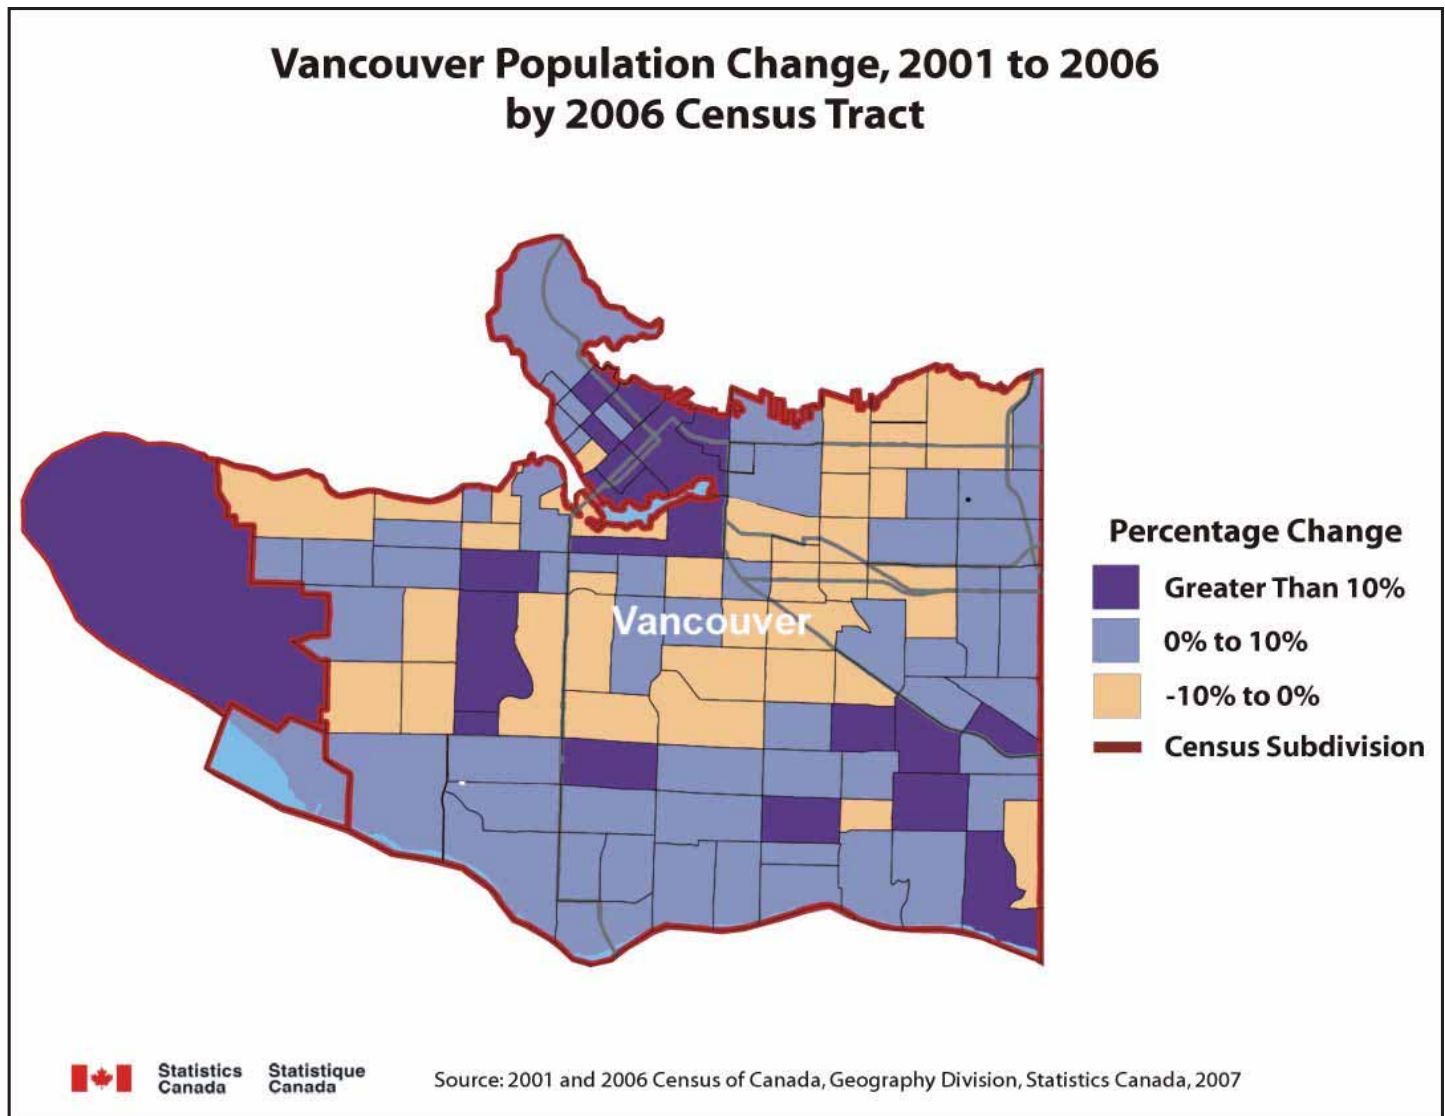 Vancouver Population Change, 2001 to 2006
by 2006 Census Tract
Vancouver
Percentage Change
Greater Than 10%
0% to 10%
-10% to 0%
Census Subdivision
Statistics
Canada
Statistique
Canada
Source: 2001 and 2006 Census of Canada, Geography Division, Statistics Canada, 2007